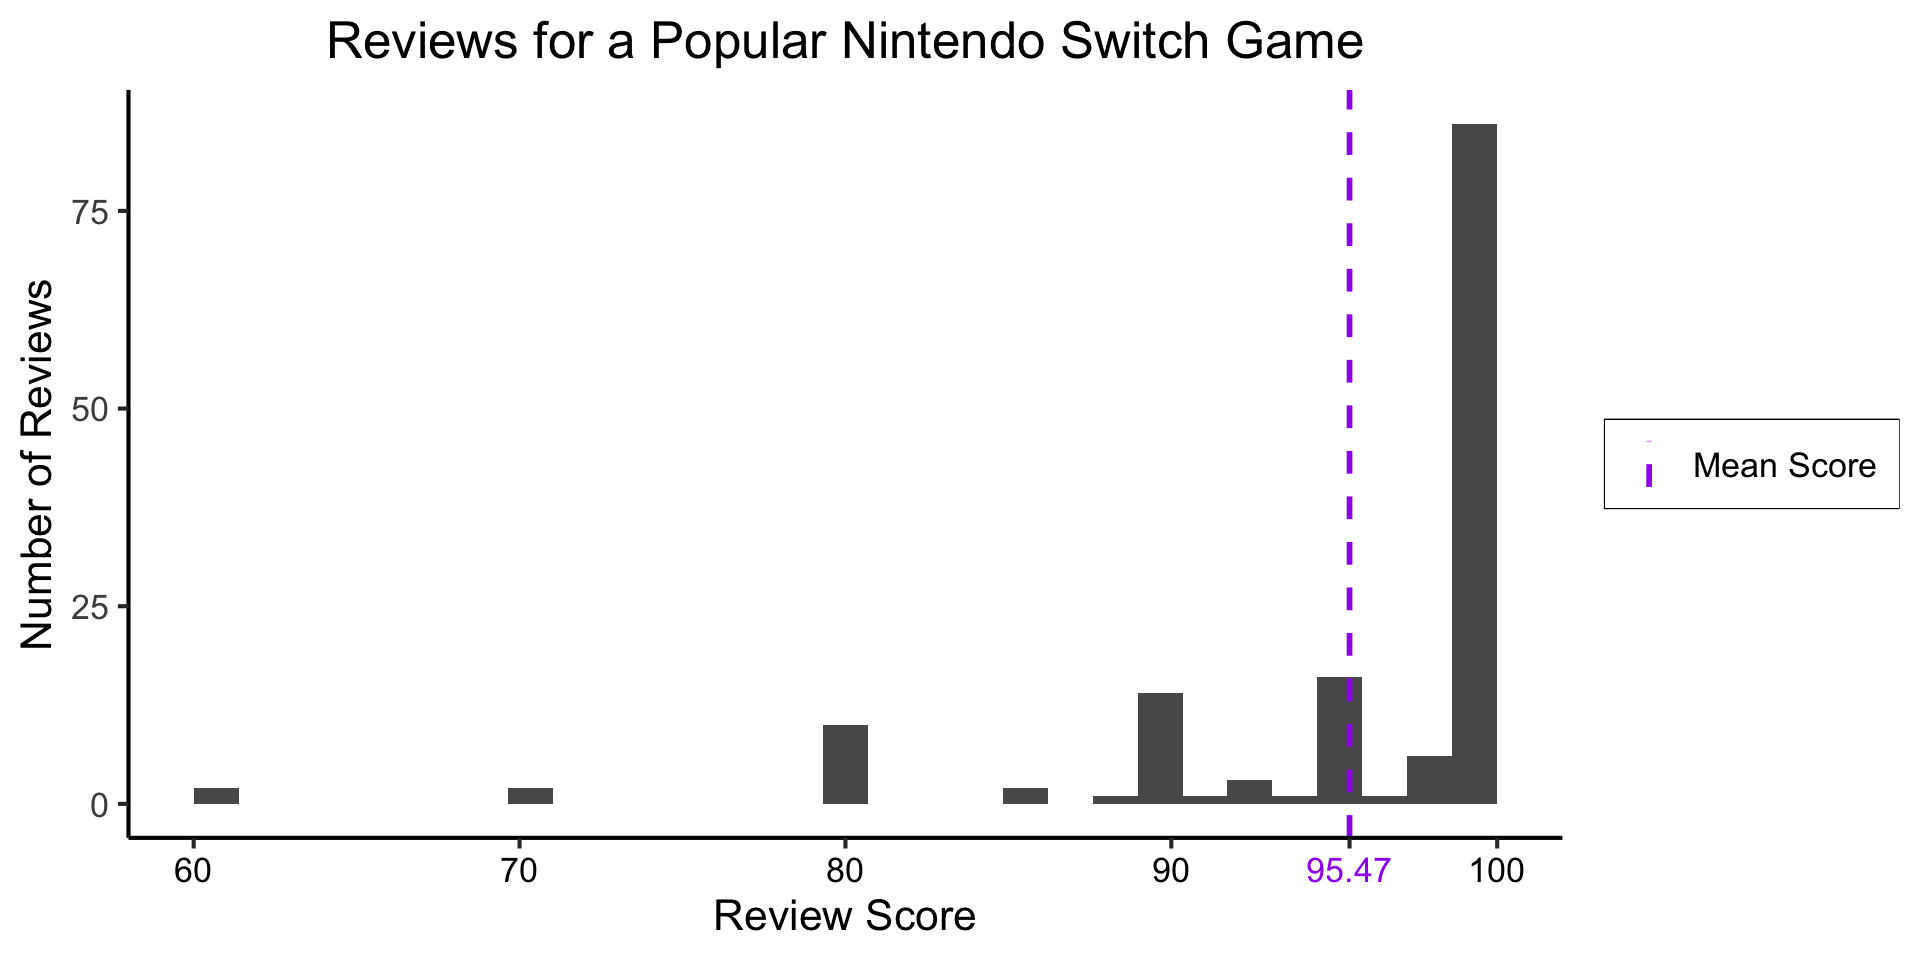 Reviews for a Popular Nintendo Switch Game
Number of Reviews
75
50
25
0
60 70 80 90 95.47 100
Review Score
Mean Score